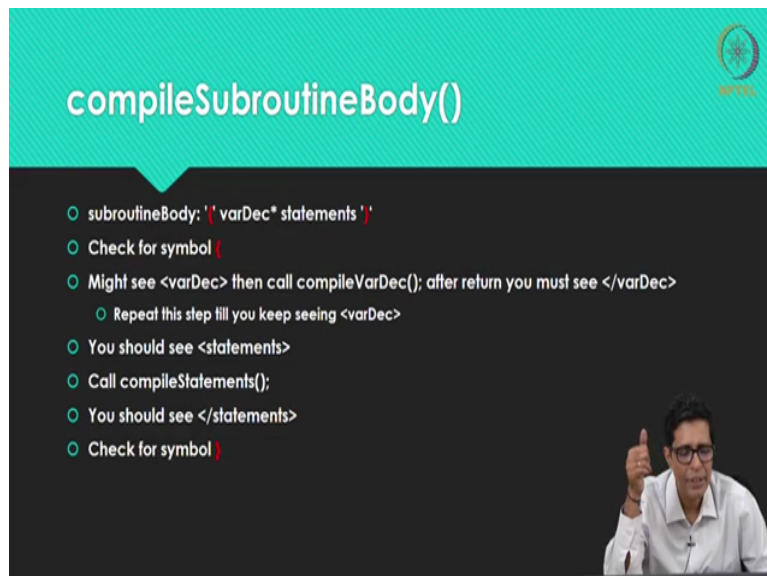 compileSubroutineBody()
NPTEL
subroutineBody: '{' varDec* statements '}'
Check for symbol {
Might see <varDec> then call compileVarDec(); after return you must see </varDec>
Repeat this step till you keep seeing <varDec>
You should see <statements>
Call compileStatements();
You should see </statements>
Check for symbol }